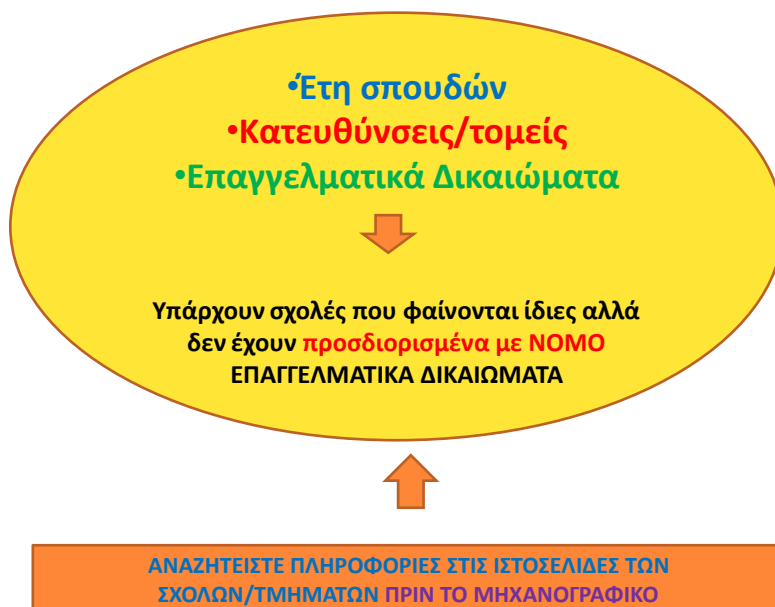 •Έτη σπουδών
•Κατευθύνσεις/τομείς
•Επαγγελματικά Δικαιώματα
Υπάρχουν σχολές που φαίνονται ίδιες αλλά
δεν έχουν προσδιορισμένα με ΝΟΜΟ
ΕΠΑΓΓΕΛΜΑΤΙΚΑ ΔΙΚΑΙΩΜΑΤΑ
ΑΝΑΖΗΤΕΙΣΤΕ ΠΛΗΡΟΦΟΡΙΕΣ ΣΤΙΣ ΙΣΤΟΣΕΛΙΔΕΣ ΤΩΝ
ΣΧΟΛΩΝ/ΤΜΗΜΑΤΩΝ ΠΡΙΝ ΤΟ ΜΗΧΑΝΟΓΡΑΦΙΚΟ